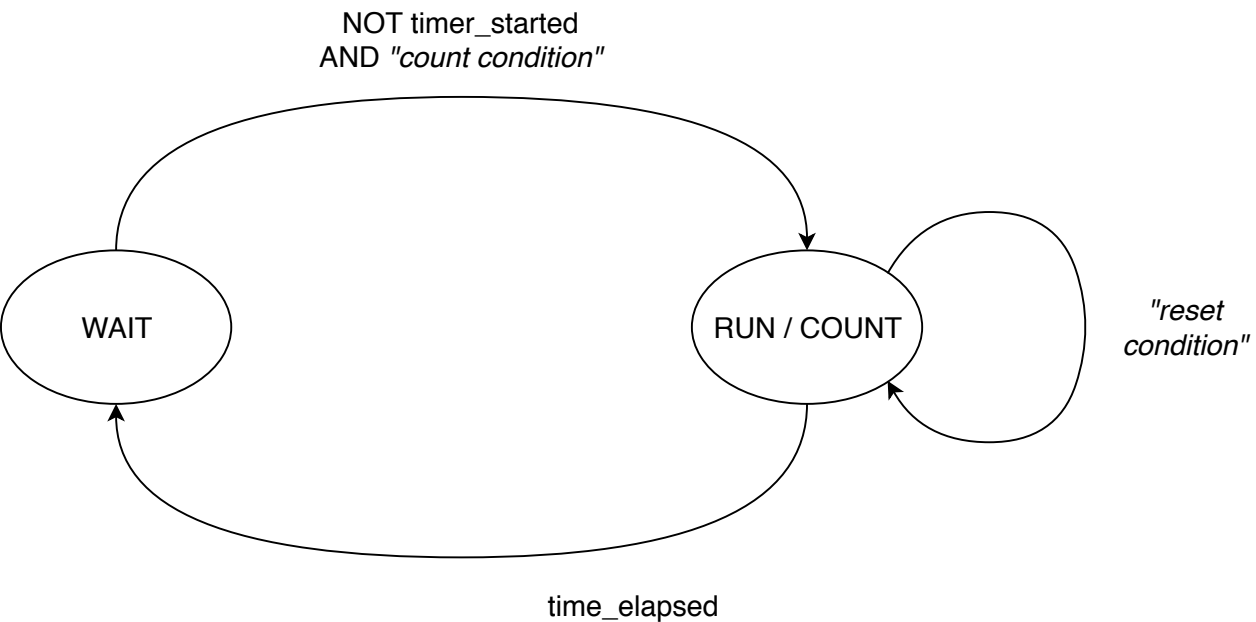 NOT timer_started
AND "count condition"
WAIT
RUN / COUNT
"reset
condition"
time_elapsed